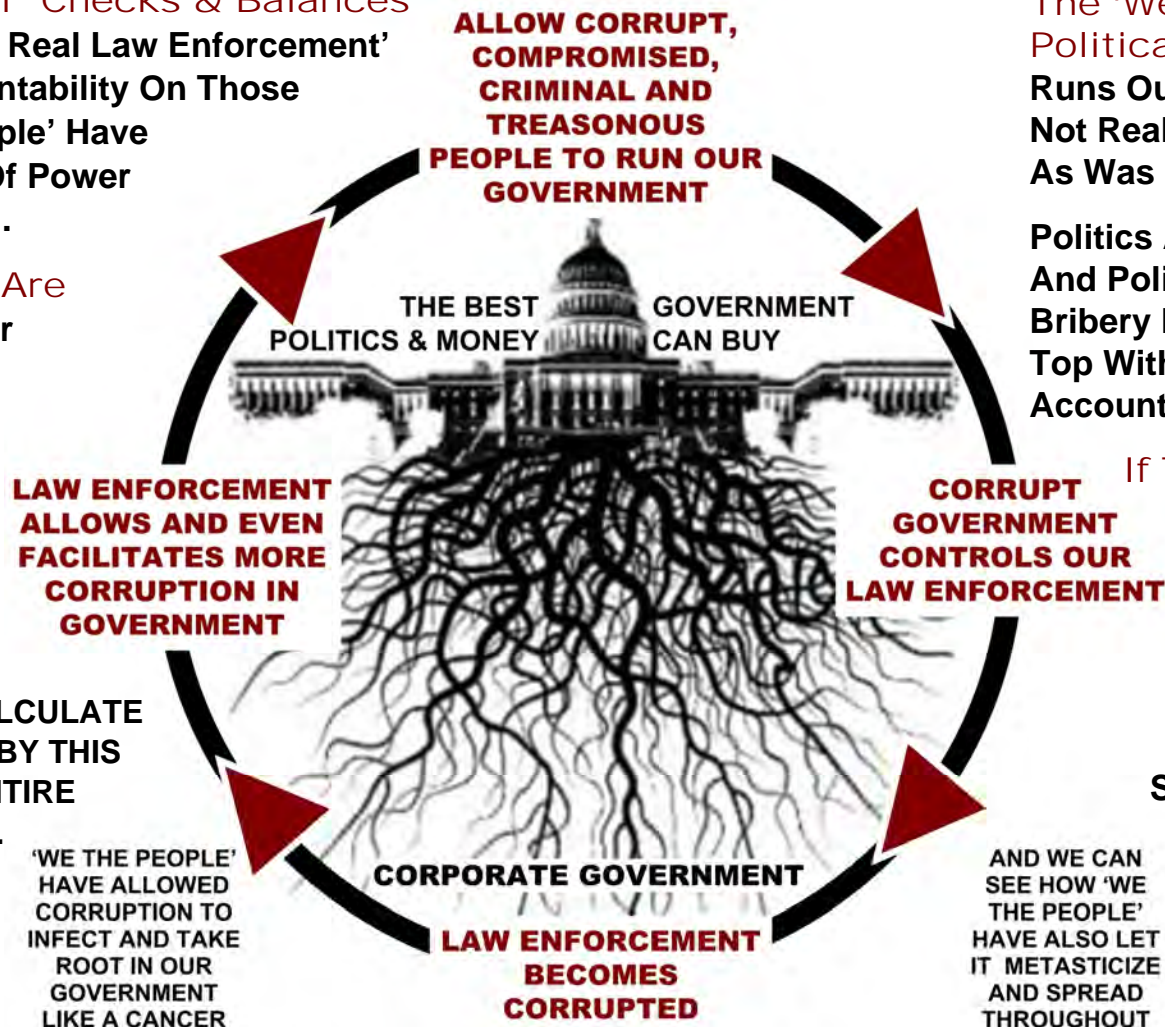 Checks & Balances
Real Law Enforcement’
ntability On Those
ple’ Have
Of Power
.
Are
r
ALLOW CORRUPT,
COMPROMISED,
CRIMINAL AND
TREASONOUS
PEOPLE TO RUN OUR
GOVERNMENT
The ‘We
Politica
Runs Ou
Not Real
As Was
Politics
And Poli
Bribery
Top With
Account
If
THE BEST GOVERNMENT
POLITICS & MONEY CAN BUY
LAW ENFORCEMENT
ALLOWS AND EVEN
FACILITATES MORE
CORRUPTION IN
GOVERNMENT
CORRUPT
GOVERNMENT
CONTROLS OUR
LAW ENFORCEMENT
LCULATE
BY THIS
TIRE
.
S
‘WE THE PEOPLE’
HAVE ALLOWED
CORRUPTION TO
INFECT AND TAKE
ROOT IN OUR
GOVERNMENT
LIKE A CANCER
CORPORATE GOVERNMENT
LAW ENFORCEMENT
BECOMES
CORRUPTED
AND WE CAN
SEE HOW ‘WE
THE PEOPLE’
HAVE ALSO LET
IT METASTICIZE
AND SPREAD
THROUGHOUT